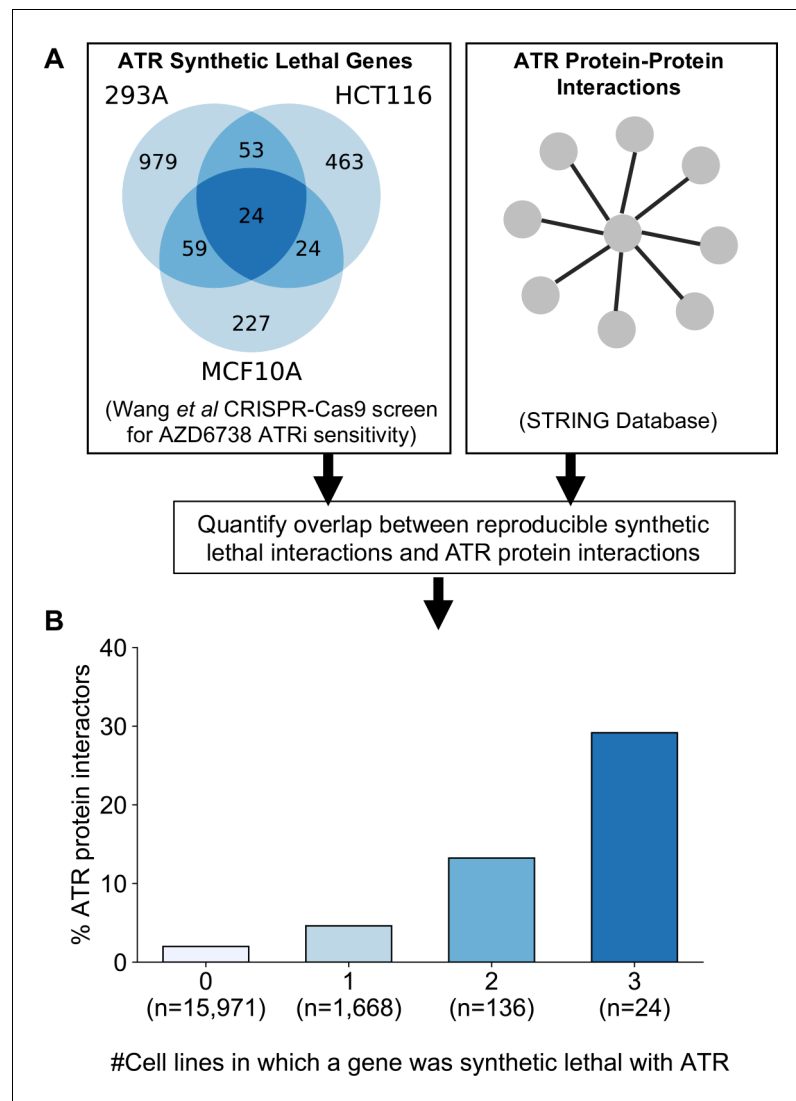 A
ATR Synthetic Lethal Genes
293A
HCT116
979
53
463
24
59
24
227
MCF10A
(Wang et al CRISPR-Cas9 screen
for AZD6738 ATRi sensitivity)
ATR Protein-Protein
Interactions
(STRING Database)
Quantify overlap between reproducible synthetic
lethal interactions and ATR protein interactions
B
% ATR protein interactors
40
30
20
10
0
0 1 2 3
(n=15,971) (n=1,668) (n=136) (n=24)
#Cell lines in which a gene was synthetic lethal with ATR